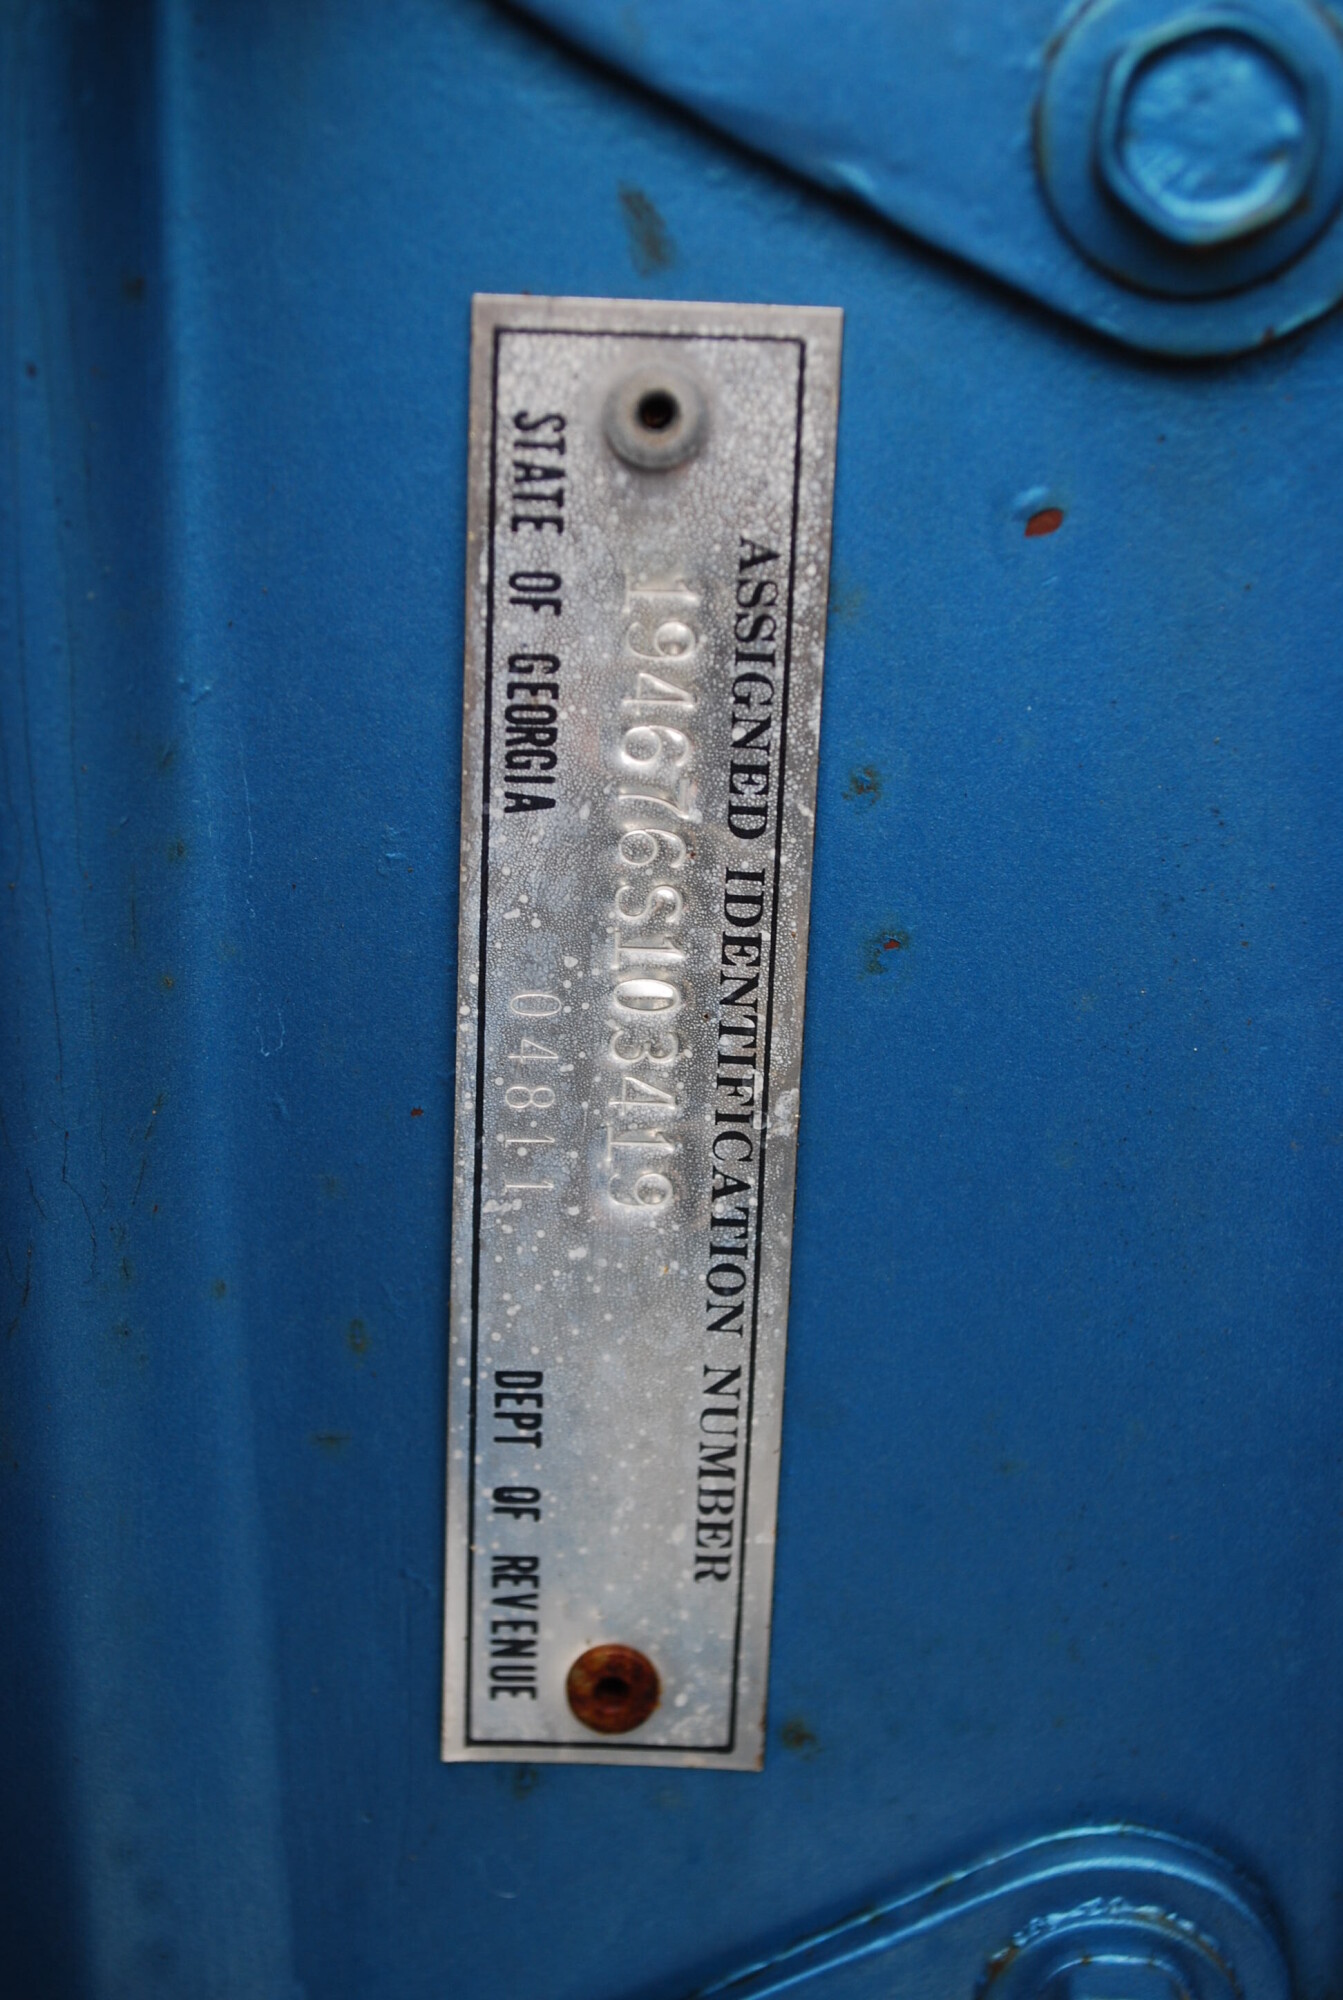 ASSIGNED IDENTIFICATION NUMBER
194676S103419
STATE OF GEORGIA 04811 DEPT OF REVENUE